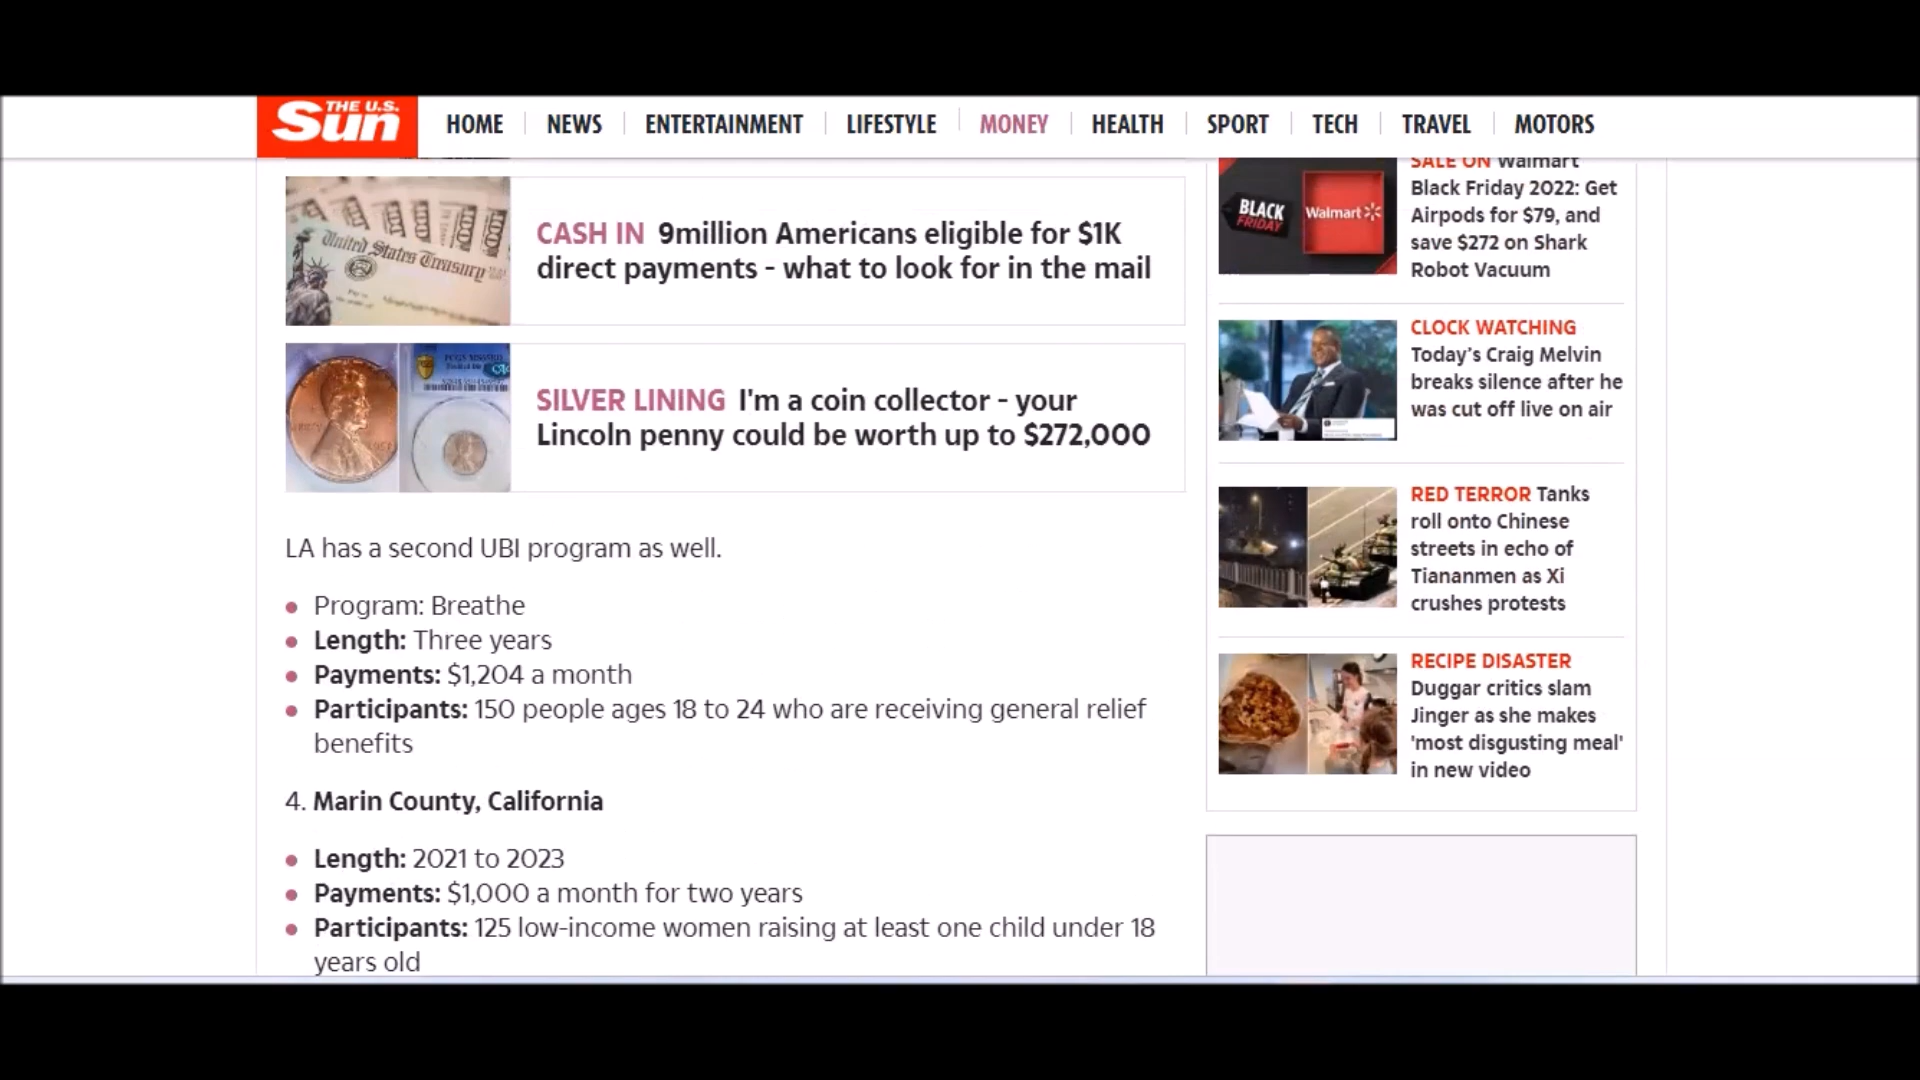 THE U.S.
Sun
HOME
NEWS
ENTERTAINMENT
LIFESTYLE
MONEY
HEALTH
SPORT
TECH
TRAVEL
MOTORS
United States Treasury
CASH IN 9million Americans eligible for $1K
direct payments - what to look for in the mail
SILVER LINING I'm a coin collector - your
Lincoln penny could be worth up to $272,000
LA has a second UBI program as well.
Program: Breathe
Length: Three years
Payments: $1,204 a month
Participants: 150 people ages 18 to 24 who are receiving general relief
benefits
4. Marin County, California
Length: 2021 to 2023
Payments: $1,000 a month for two years
Participants: 125 low-income women raising at least one child under 18
years old
BLACK
FRIDAY
Walmart
SALE ON Walmart
Black Friday 2022: Get
Airpods for $79, and
save $272 on Shark
Robot Vacuum
CLOCK WATCHING
Today's Craig Melvin
breaks silence after he
was cut off live on air
RED TERROR Tanks
roll onto Chinese
streets in echo of
Tiananmen as Xi
crushes protests
RECIPE DISASTER
Duggar critics slam
Jinger as she makes
'most disgusting meal'
in new video